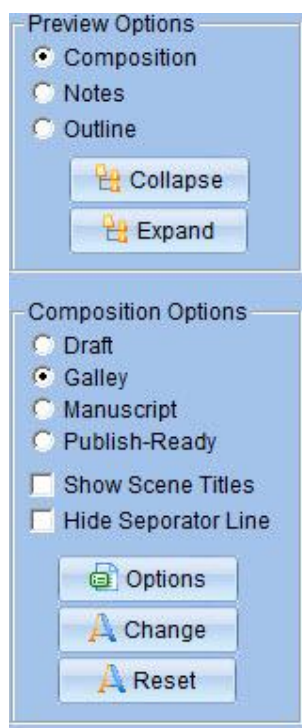 Preview Options
Composition
Notes
Outline
Collapse
Expand
Composition Options
Draft
Galley
Manuscript
Publish-Ready
Show Scene Titles
Hide Seporator Line
Options
Change
Reset